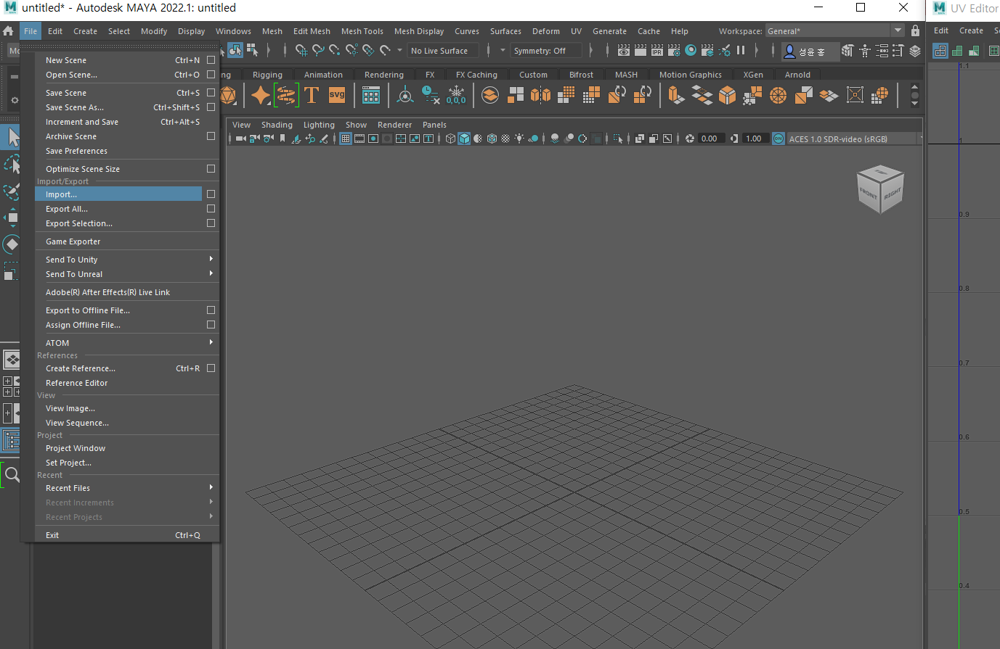 untitled* - Autodesk MAYA 2022.1: untitled
UV Editor
File Edit Create Select Modify Display Windows Mesh Edit Mesh Mesh Tools Mesh Display Curves Surfaces Deform UV Generate Cache Help Workspace: General*
Edit Create
No Live Surface Symmetry: Off IPR 성윤 홍
Rigging Animation Rendering FX FX Caching Custom Bifrost MASH Motion Graphics XGen Arnold
T SVG 0,0,0
View Shading Lighting Show Renderer Panels
0.00 1.00 ON ACES 1.0 SDR-video (sRGB)
New Scene Ctrl+N
Open Scene... Ctrl+O
Save Scene Ctrl+S
Save Scene As... Ctrl+Shift+S
Increment and Save Ctrl+Alt+S
Archive Scene
Save Preferences
Optimize Scene Size
Import/Export
Import...
Export All...
Export Selection...
Game Exporter
Send To Unity
Send To Unreal
Adobe(R) After Effects(R) Live Link
Export to Offline File...
Assign Offline File...
ATOM
References
Create Reference... Ctrl+R
Reference Editor
View
View Image...
View Sequence...
Project
Project Window
Set Project...
Recent
Recent Files
Recent Increments
Recent Projects
Exit Ctrl+Q
FRONT RIGHT
1.1
1
0.9
0.8
0.7
0.6
0.5
0.4